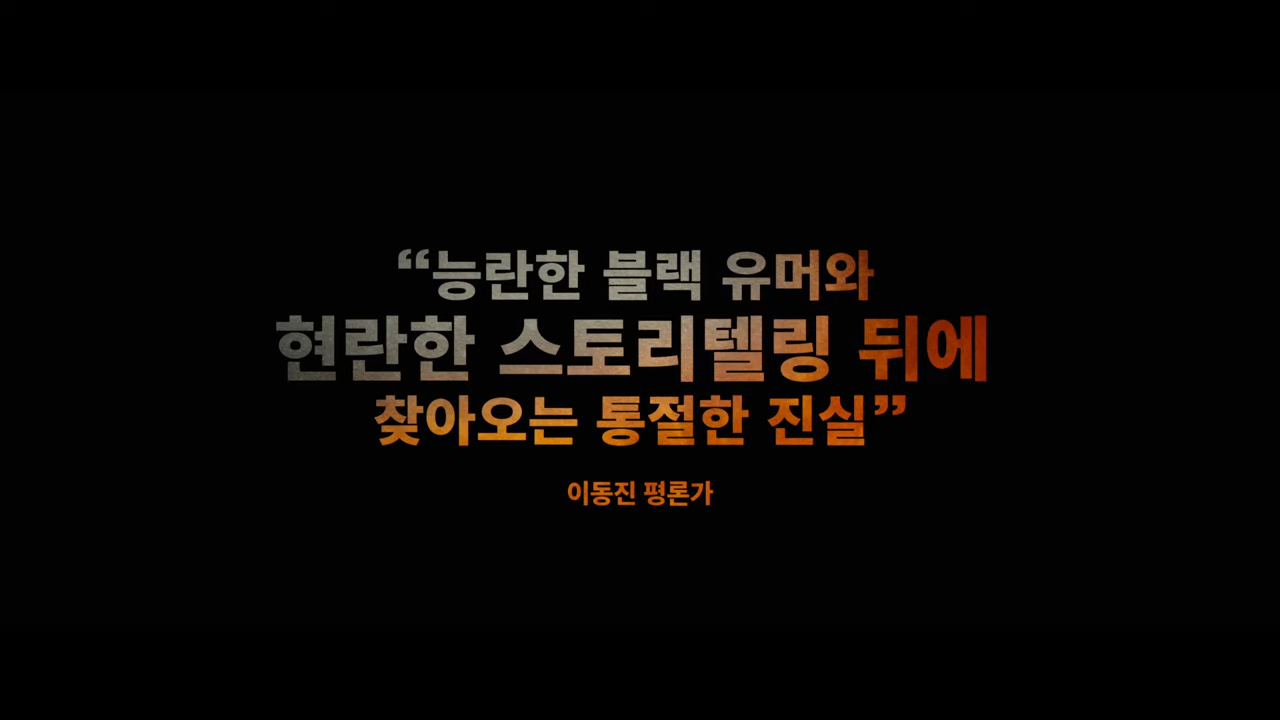 “능란한 블랙 유머와
현란한 스토리텔링 뒤에
찾아오는 통절한 진실”
이동진 평론가